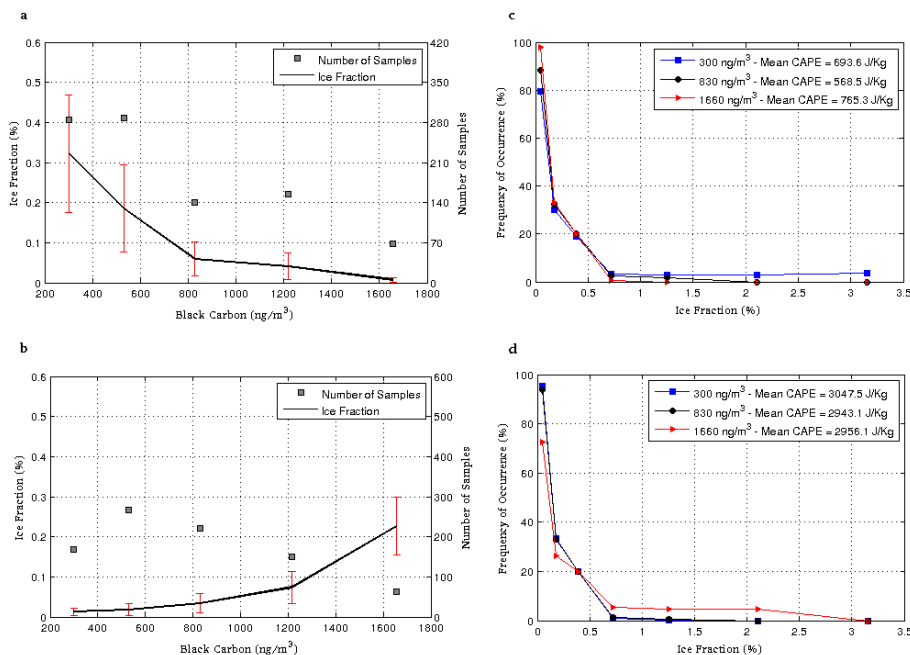 a
0.6
0.5
0.4
0.3
0.2
0.1
0
420
350
280
210
140
70
0
200 400 600 800 1000 1200 1400 1600 1800
Ice Fraction (%)
Number of Samples
Black Carbon (ng/m³)
Number of Samples
Ice Fraction
c
100
80
60
40
20
0
0 0.5 1 1.5 2 2.5 3 3.5
Frequency of Occurrence (%)
Ice Fraction (%)
300 ng/m³ - Mean CAPE = 693.6 J/Kg
830 ng/m³ - Mean CAPE = 568.5 J/Kg
1660 ng/m³ - Mean CAPE = 765.3 J/Kg
b
0.6
0.5
0.4
0.3
0.2
0.1
0
600
500
400
300
200
100
0
200 400 600 800 1000 1200 1400 1600 1800
Ice Fraction (%)
Number of Samples
Black Carbon (ng/m³)
Number of Samples
Ice Fraction
d
100
80
60
40
20
0
0 0.5 1 1.5 2 2.5 3 3.5
Frequency of Occurrence (%)
Ice Fraction (%)
300 ng/m³ - Mean CAPE = 3047.5 J/Kg
830 ng/m³ - Mean CAPE = 2943.1 J/Kg
1660 ng/m³ - Mean CAPE = 2956.1 J/Kg